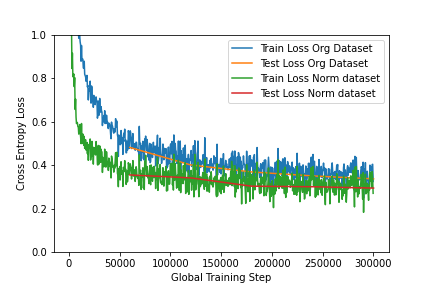 1.0
0.8
0.6
0.4
0.2
0.0
Cross Entropy Loss
Train Loss Org Dataset
Test Loss Org Dataset
Train Loss Norm dataset
Test Loss Norm dataset
0 50000 100000 150000 200000 250000 300000
Global Training Step